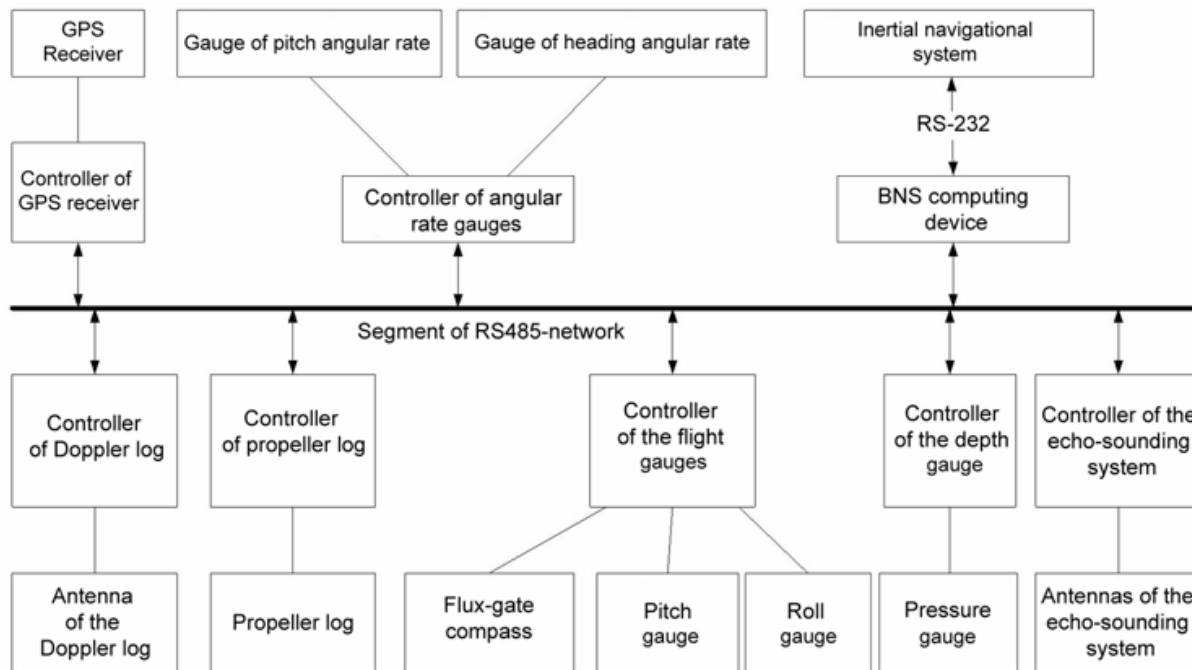 GPS
Receiver
Gauge of pitch angular rate
Gauge of heading angular rate
Inertial navigational
system
RS-232
Controller of
GPS receiver
Controller of angular
rate gauges
BNS computing
device
Segment of RS485-network
Controller
of Doppler log
Controller
of propeller log
Controller
of the flight
gauges
Controller
of the depth
gauge
Controller of the
echo-sounding
system
Antenna
of the
Doppler log
Propeller log
Flux-gate
compass
Pitch
gauge
Roll
gauge
Pressure
gauge
Antennas of the
echo-sounding
system